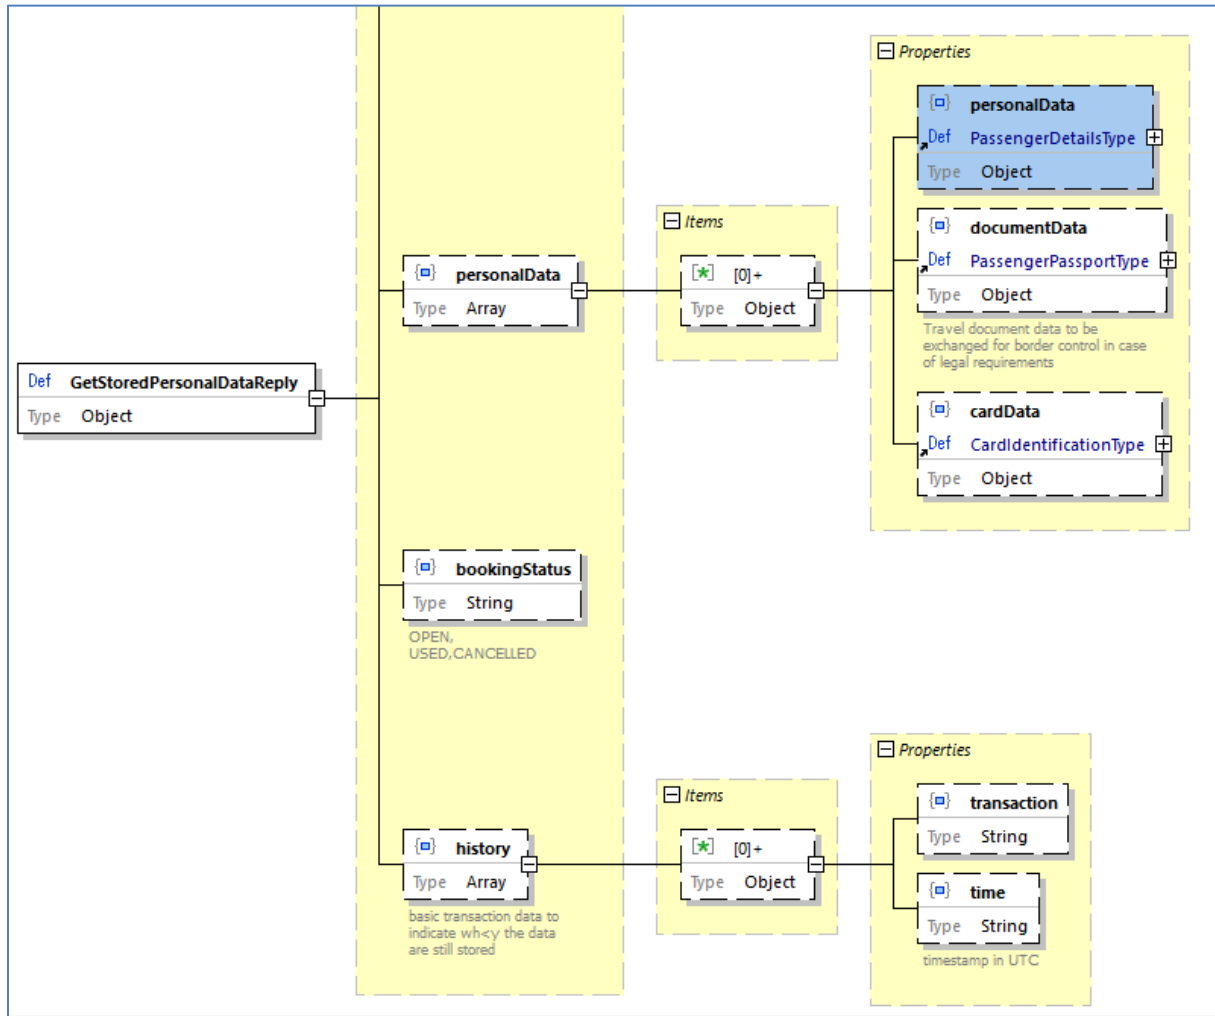 Properties
personalData
Def PassengerDetailsType
Type Object
documentData
Def PassengerPassportType
Type Object
Travel document data to be
exchanged for border control in case
of legal requirements
cardData
Def CardIdentificationType
Type Object
Items
[*] [0]+
Type Object
personalData
Type Array
Def GetStoredPersonalDataReply
Type Object
bookingStatus
Type String
OPEN,
USED,CANCELLED
Properties
transaction
Type String
time
Type String
timestamp in UTC
Items
[*] [0]+
Type Object
history
Type Array
basic transaction data to
indicate wh<y the data
are still stored